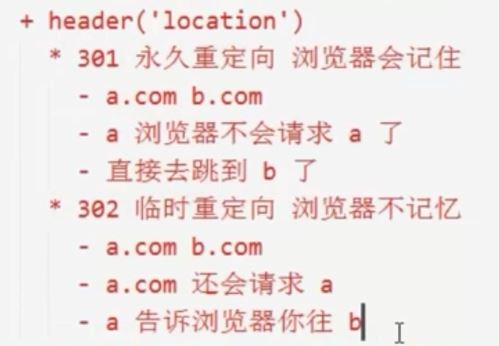 + header('location')
* 301 永久重定向 浏览器会记住
- a.com b.com
- a 浏览器不会请求 a 了
- 直接去跳到 b 了
* 302 临时重定向 浏览器不记忆
- a.com b.com
- a.com 还会请求 a
- a 告诉浏览器你往 b